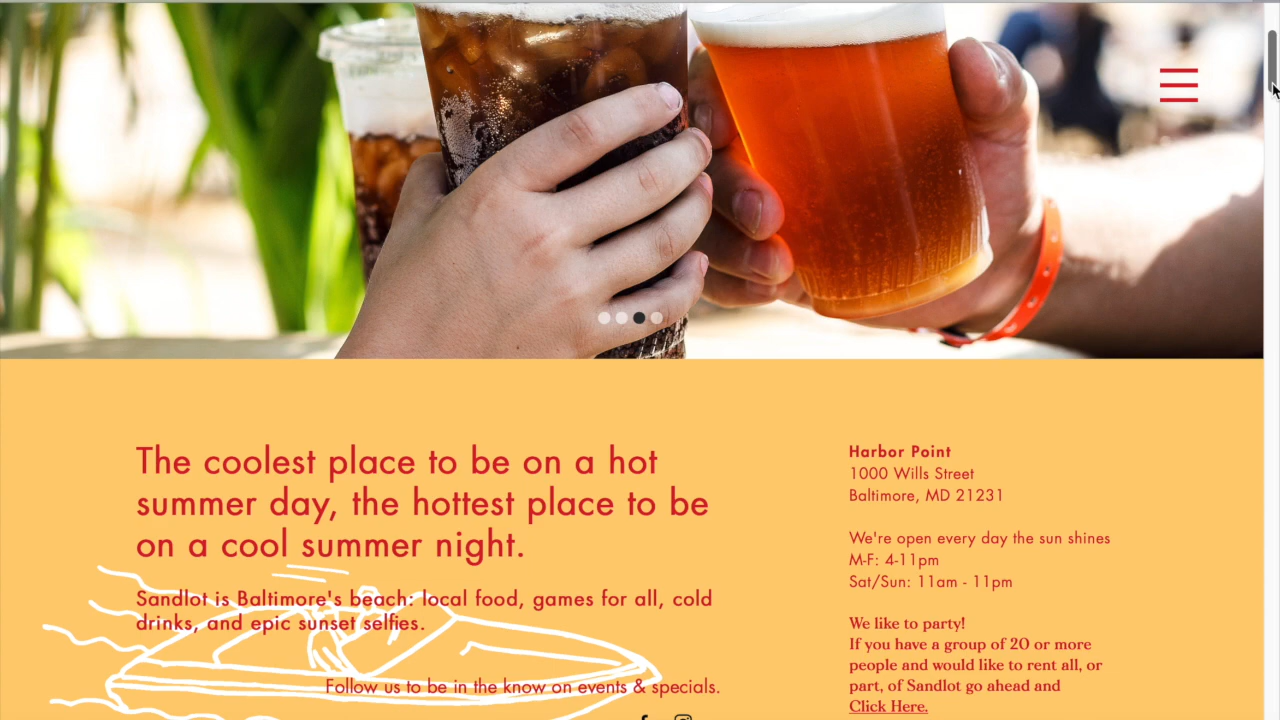 The coolest place to be on a hot
summer day, the hottest place to be
on a cool summer night.
Sandlot is Baltimore's beach: local food, games for all, cold
drinks, and epic sunset selfies.
Follow us to be in the know on events & specials.
Harbor Point
1000 Wills Street
Baltimore, MD 21231
We're open every day the sun shines
M-F: 4-11pm
Sat/Sun: 11am - 11pm
We like to party!
If you have a group of 20 or more
people and would like to rent all, or
part, of Sandlot go ahead and
Click Here.